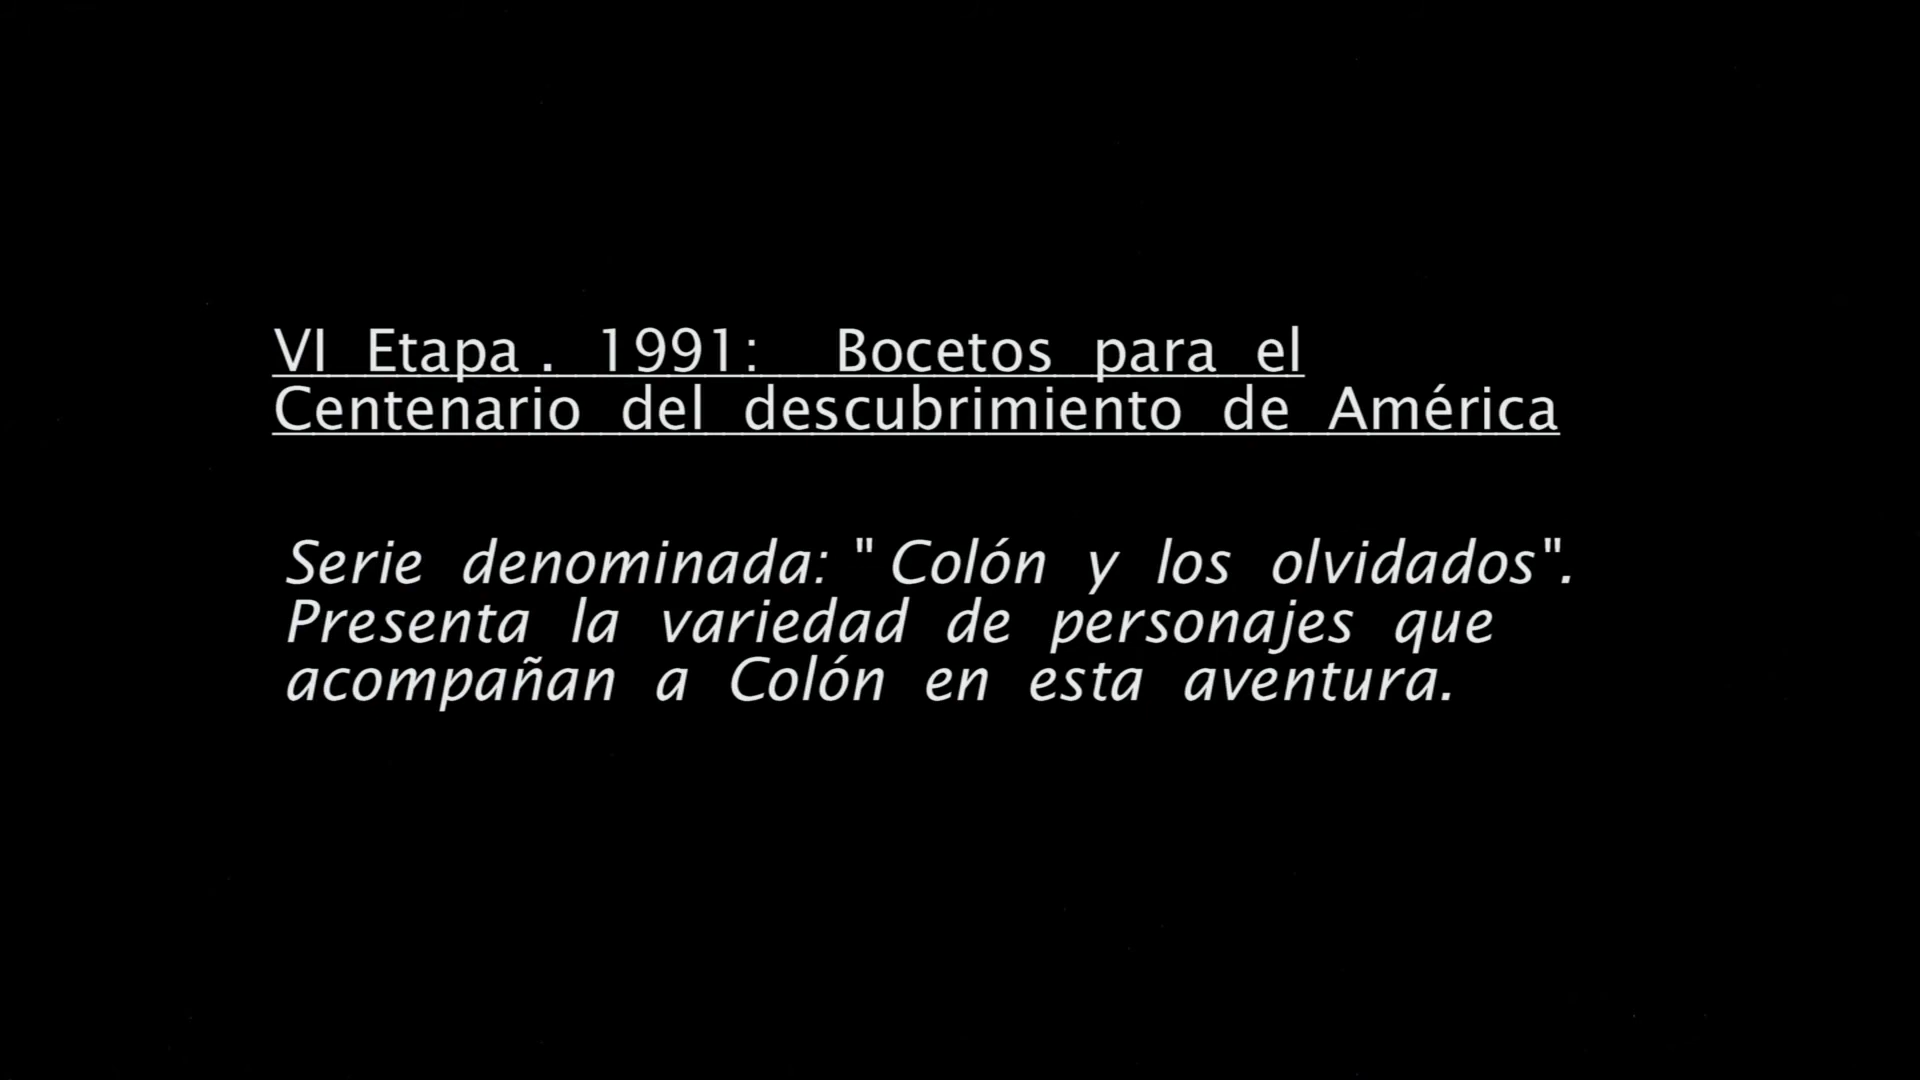 VI Etapa . 1991: Bocetos para el
Centenario del descubrimiento de América
Serie denominada: " Colón y los olvidados".
Presenta la variedad de personajes que
acompañan a Colón en esta aventura.